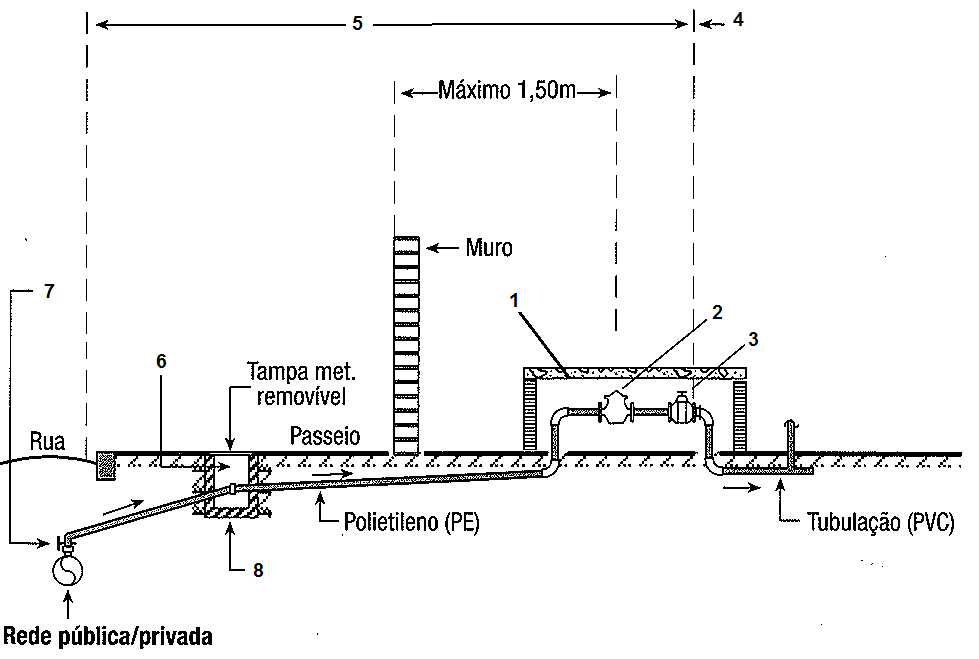 5
4
Máximo 1,50m
Muro
7
1
2
3
6
Tampa met.
removível
Rua
Passeio
Polietileno (PE)
Tubulação (PVC)
8
Rede pública/privada